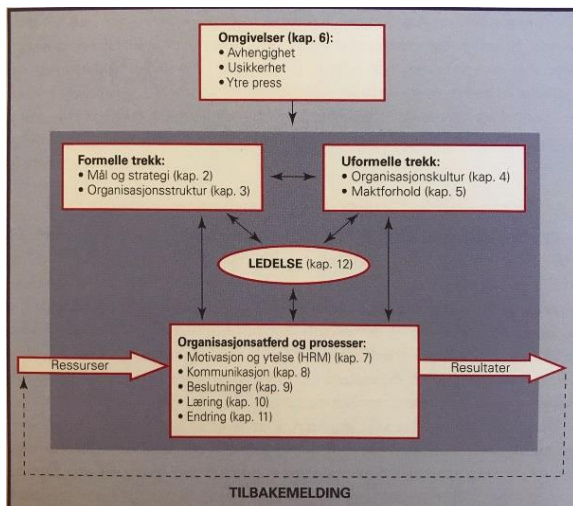 Omgivelser (kap. 6):
• Avhengighet
• Usikkerhet
• Ytre press
Formelle trekk:
• Mål og strategi (kap. 2)
• Organisasjonsstruktur (kap. 3)
Uformelle trekk:
• Organisasjonskultur (kap. 4)
• Maktforhold (kap. 5)
LEDELSE (kap. 12)
Organisasjonsatferd og prosesser:
• Motivasjon og ytelse (HRM) (kap. 7)
• Kommunikasjon (kap. 8)
• Beslutninger (kap. 9)
• Læring (kap. 10)
• Endring (kap. 11)
Ressurser
Resultater
TILBAKEMELDING